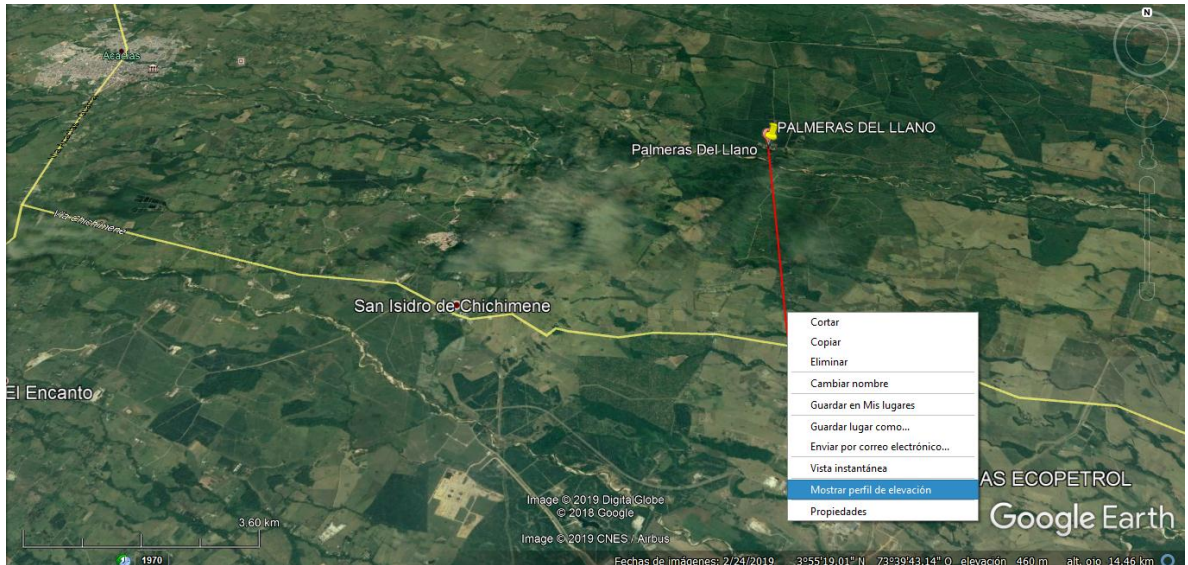 N
Acacías
PALMERAS DEL LLANO
Palmeras Del Llano
Via Chichimene
San Isidro de Chichimene
El Encanto
Cortar
Copiar
Eliminar
Cambiar nombre
Guardar en Mis lugares
Guardar lugar como...
Enviar por correo electrónico...
Vista instantánea
Mostrar perfil de elevación
Propiedades
AS ECOPETROL
Image © 2019 DigitalGlobe
© 2018 Google
Image © 2019 CNES / Airbus
Google Earth
3.60 km
1970
Fechas de imágenes: 2/24/2019 3°55'19.01" N 73°39'43.14" O elevación 460 m alt. ojo 14.46 km